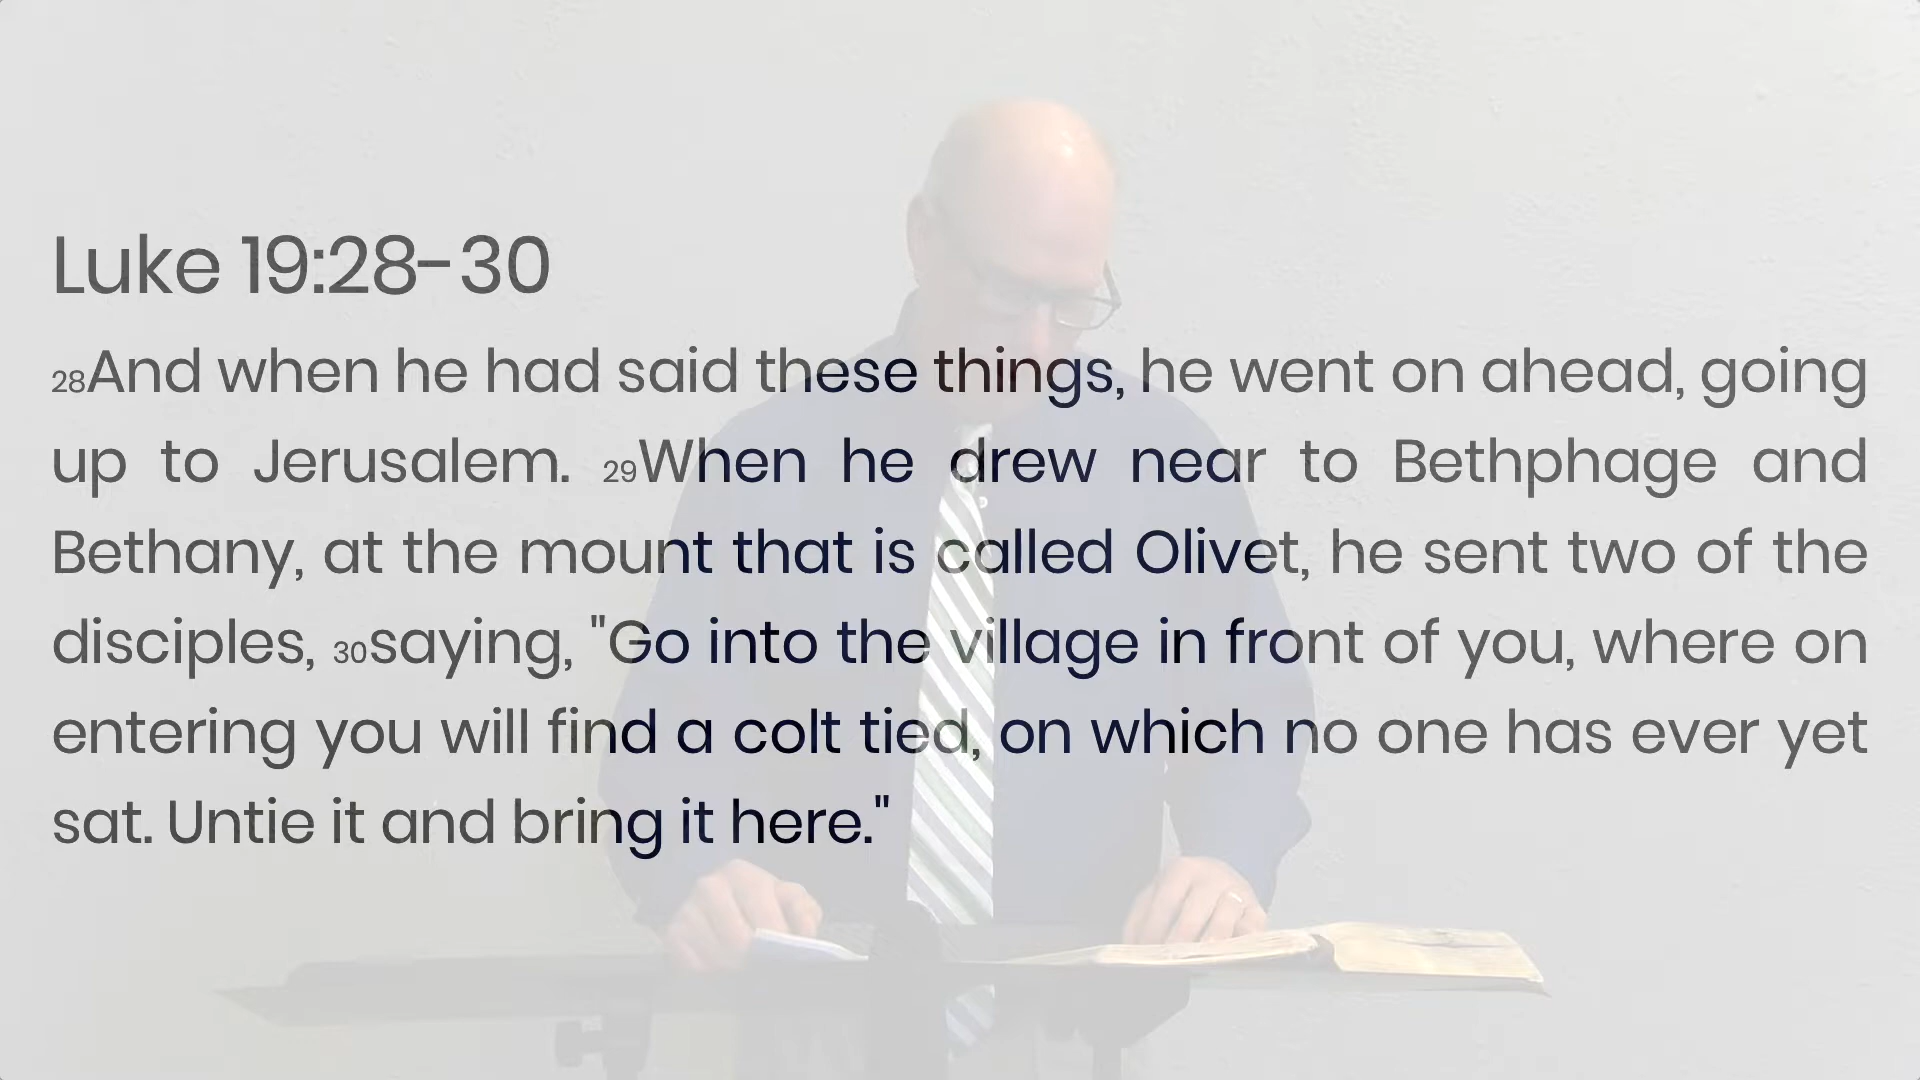 Luke 19:28-30
28And when he had said these things, he went on ahead, going
up to Jerusalem. 29When he drew near to Bethphage and
Bethany, at the mount that is called Olivet, he sent two of the
disciples, 30saying, "Go into the village in front of you, where on
entering you will find a colt tied, on which no one has ever yet
sat. Untie it and bring it here."